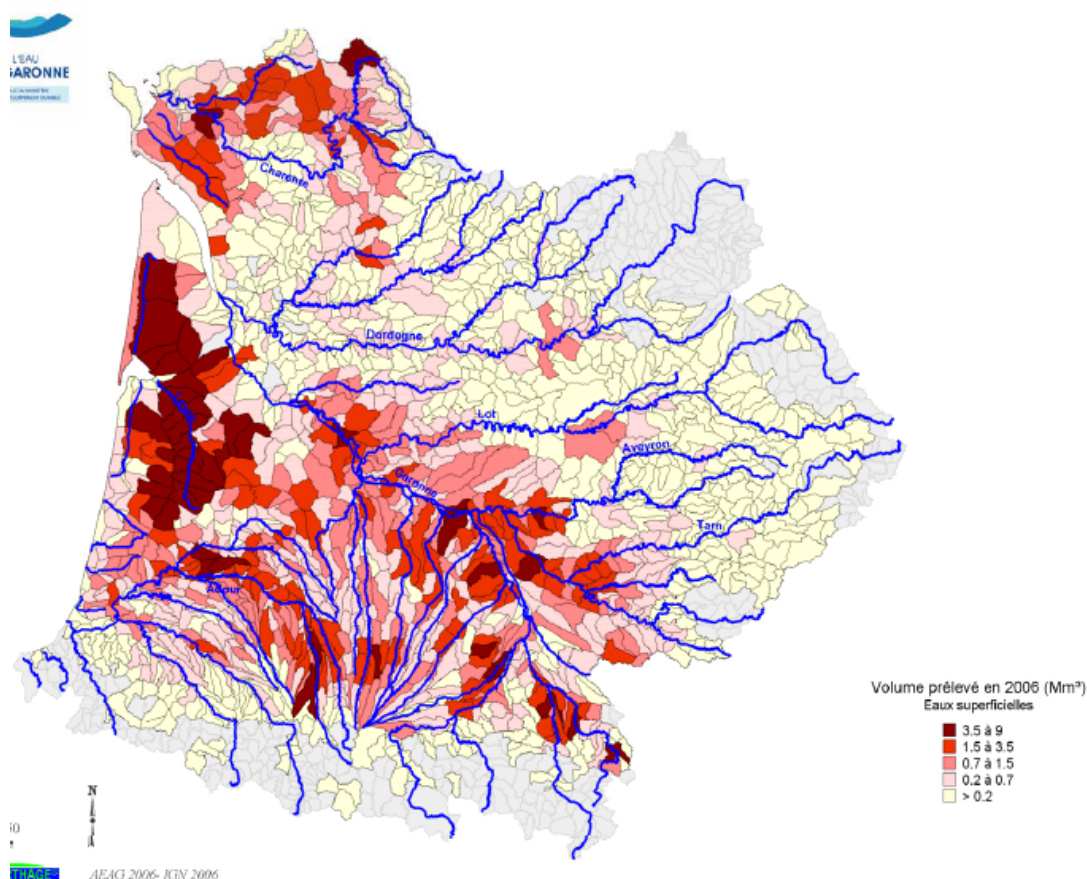 L'EAU
GARONNE
Charente
Dordogne
Lot
Aveyron
Garonne
Tarn
Adour
Volume prélevé en 2006 (Mm³)
Eaux superficielles
3.5 à 9
1.5 à 3.5
0.7 à 1.5
0.2 à 0.7
> 0.2
N
THAGE
AEAG 2006- IGN 2006